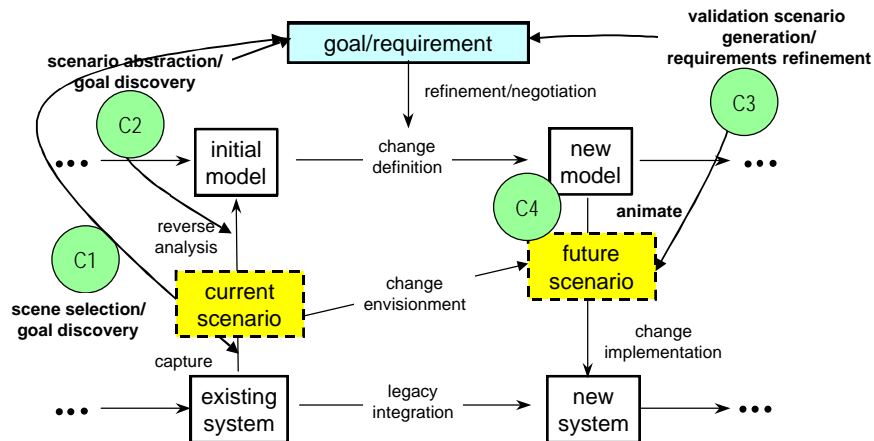 validation scenario
generation/
requirements refinement
goal/requirement
scenario abstraction/
goal discovery
refinement/negotiation
C2
C3
•••
initial
model
change
definition
new
model
•••
C4
animate
reverse
analysis
C1
future
scenario
current
scenario
change
envisionment
scene selection/
goal discovery
change
implementation
capture
•••
existing
system
legacy
integration
new
system
•••